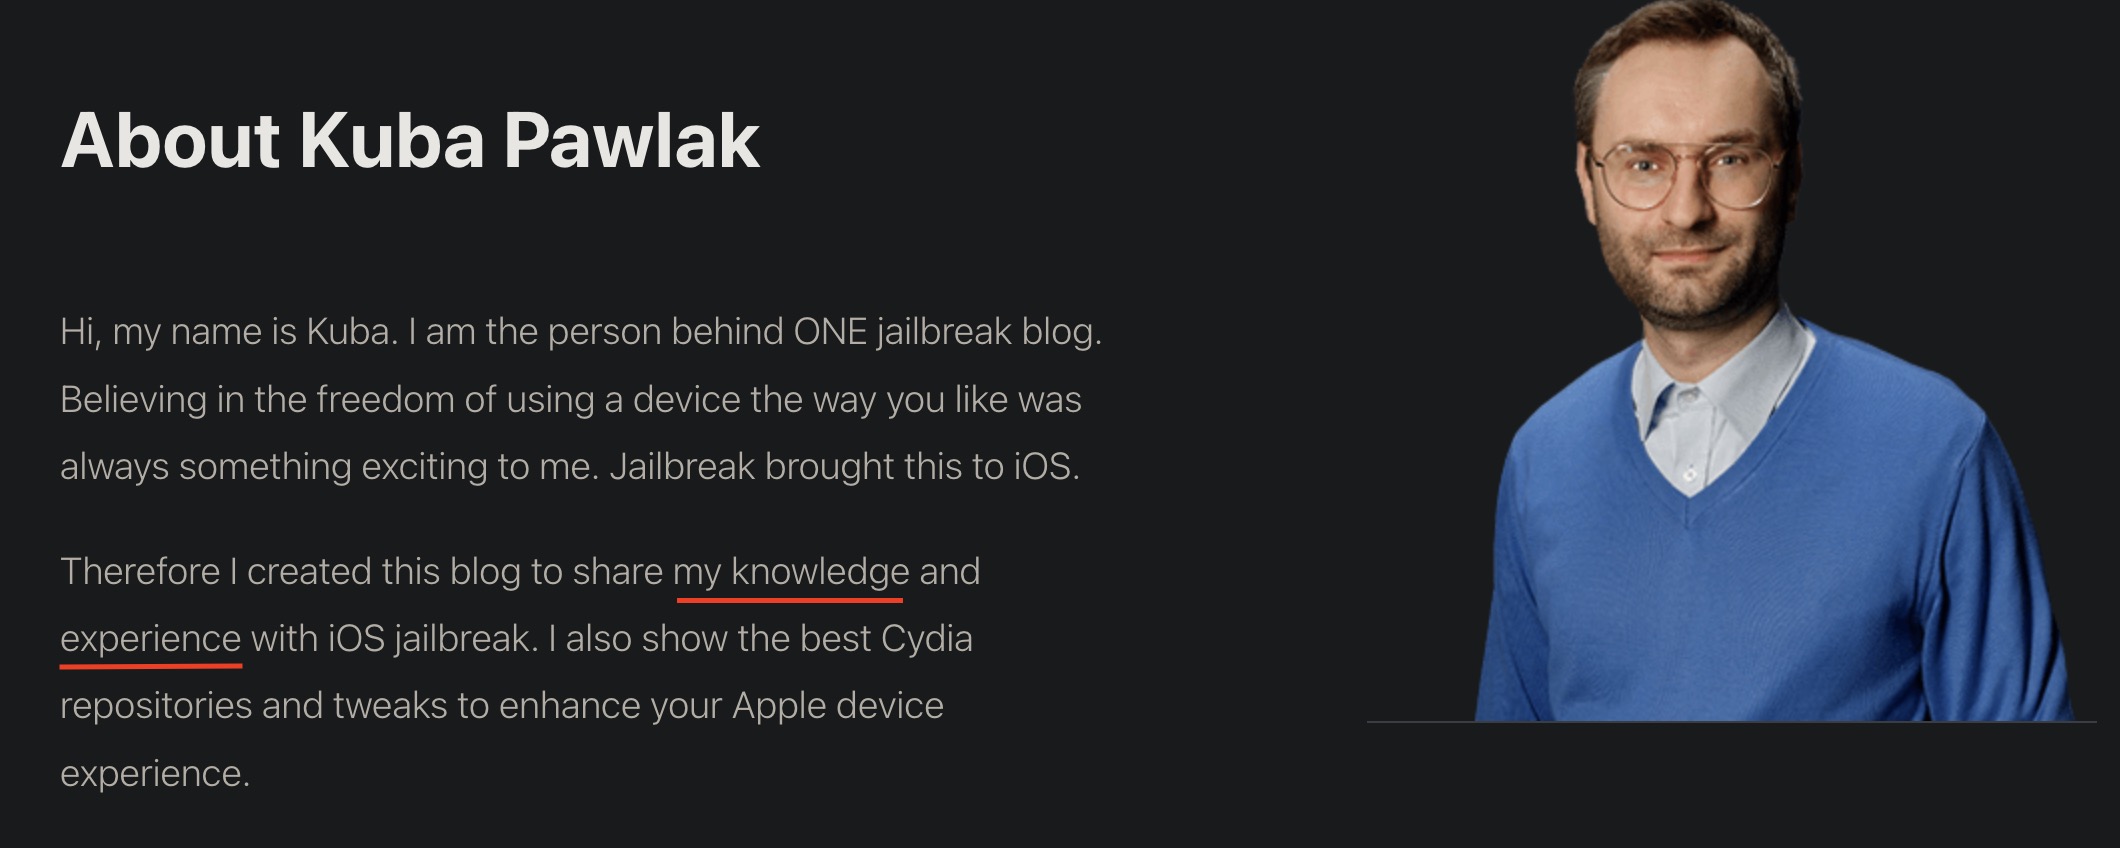 About Kuba Pawlak
Hi, my name is Kuba. I am the person behind ONE jailbreak blog.
Believing in the freedom of using a device the way you like was
always something exciting to me. Jailbreak brought this to iOS.
Therefore I created this blog to share my knowledge and
experience with iOS jailbreak. I also show the best Cydia
repositories and tweaks to enhance your Apple device
experience.